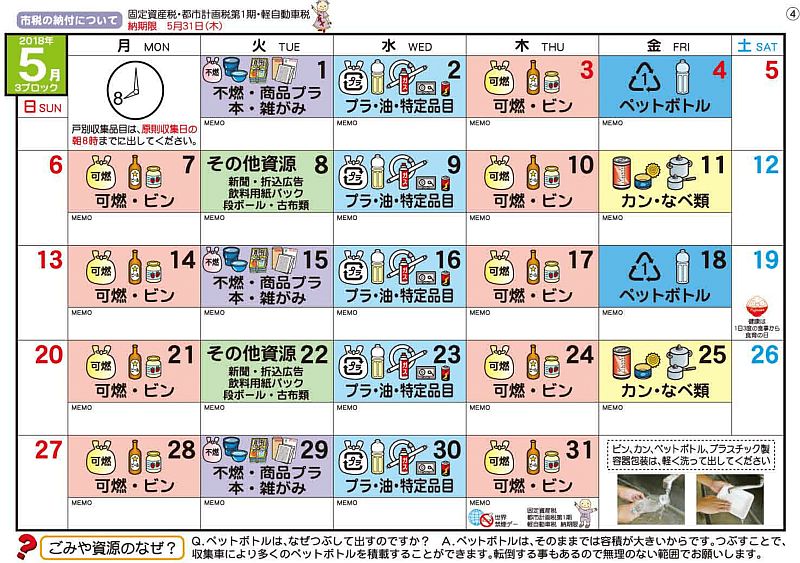 市税の納付について
固定資産税・都市計画税第1期・軽自動車税
納期限 5月31日(木)
④
2018年
5月
3ブロック
日 SUN
月 MON
火 TUE
水 WED
木 THU
金 FRI
土 SAT
8
戸別収集品目は、原則収集日の
朝8時までに出してください。
不燃
1
不燃・商品プラ
本・雑がみ
MEMO
プラ
2
プラ・油・特定品目
MEMO
可燃
3
可燃・ビン
MEMO
1
4
ペットボトル
MEMO
5
6
可燃
7
可燃・ビン
MEMO
その他資源 8
新聞・折込広告
飲料用紙パック
段ボール・古布類
MEMO
プラ
9
プラ・油・特定品目
MEMO
可燃
10
可燃・ビン
MEMO
11
カン・なべ類
MEMO
12
13
可燃
14
可燃・ビン
MEMO
不燃
15
不燃・商品プラ
本・雑がみ
MEMO
プラ
16
プラ・油・特定品目
MEMO
可燃
17
可燃・ビン
MEMO
1
18
ペットボトル
MEMO
19
健康は
1日3度の食事から
食育の日
20
可燃
21
可燃・ビン
MEMO
その他資源 22
新聞・折込広告
飲料用紙パック
段ボール・古布類
MEMO
プラ
23
プラ・油・特定品目
MEMO
可燃
24
可燃・ビン
MEMO
25
カン・なべ類
MEMO
26
27
可燃
28
可燃・ビン
MEMO
不燃
29
不燃・商品プラ
本・雑がみ
MEMO
プラ
30
プラ・油・特定品目
MEMO
可燃
31
可燃・ビン
MEMO
世界
禁煙デー
固定資産税
都市計画税第1期
軽自動車税 納期限
ビン、カン、ペットボトル、プラスチック製
容器包装は、軽く洗って出してください
?
ごみや資源のなぜ?
Q.ペットボトルは、なぜつぶして出すのですか? A.ペットボトルは、そのままでは容積が大きいからです。つぶすことで、
収集車により多くのペットボトルを積載することができます。転倒する事もあるので無理のない範囲でお願いします。